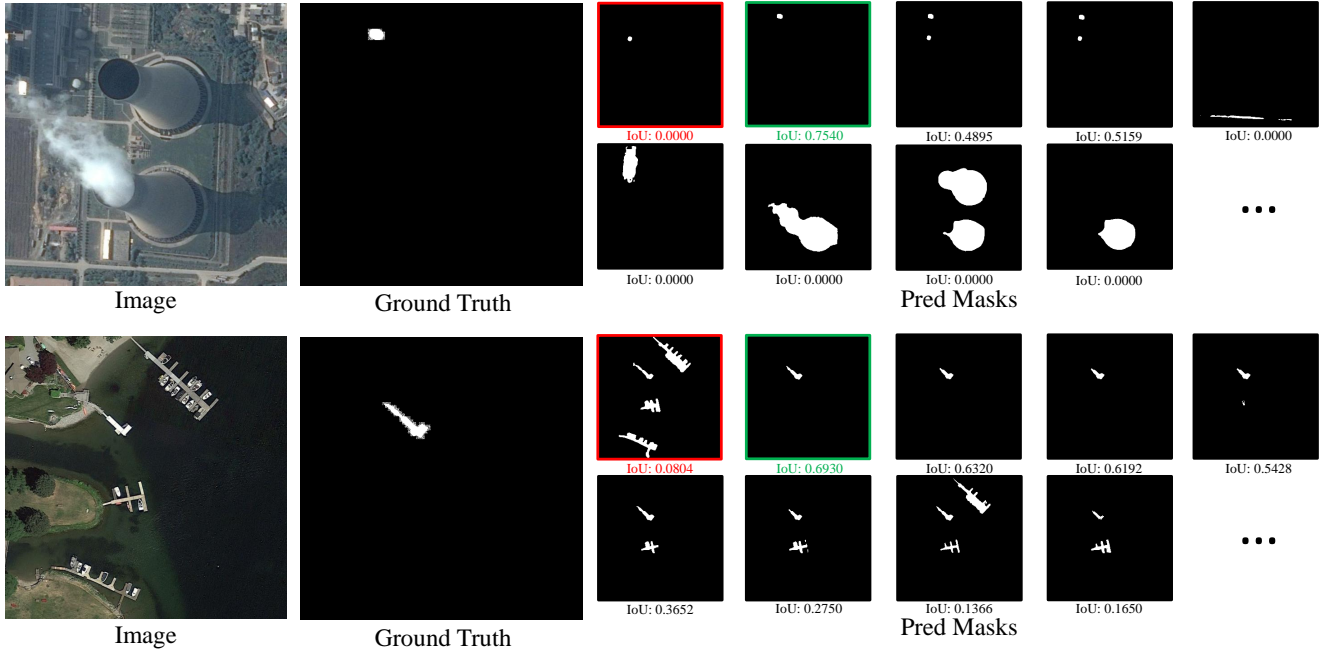 IoU: 0.0000
IoU: 0.7540
IoU: 0.4895
IoU: 0.5159
IoU: 0.0000
IoU: 0.0000
IoU: 0.0000
IoU: 0.0000
IoU: 0.0000
...
Image
Ground Truth
Pred Masks
IoU: 0.0804
IoU: 0.6930
IoU: 0.6320
IoU: 0.6192
IoU: 0.5428
IoU: 0.3652
IoU: 0.2750
IoU: 0.1366
IoU: 0.1650
...
Image
Ground Truth
Pred Masks